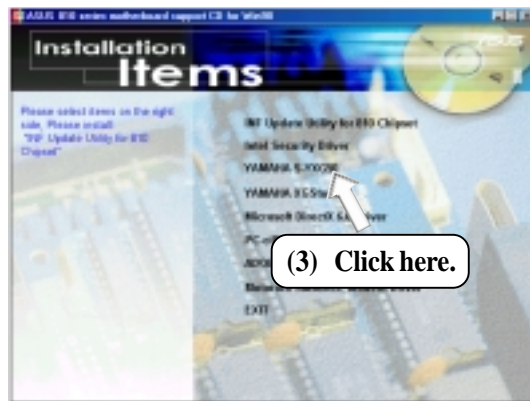 ASUS 810 series motherboard support CD for Win98
Installation
Items
ASUS
Please select items on the right
side, Please install
"INF Update Utility for 810
Chipset"
INF Update Utility for 810 Chipset
Intel Security Driver
YAMAHA
YAMAHA
Microsoft DirectX
(3) Click here.
EXIT